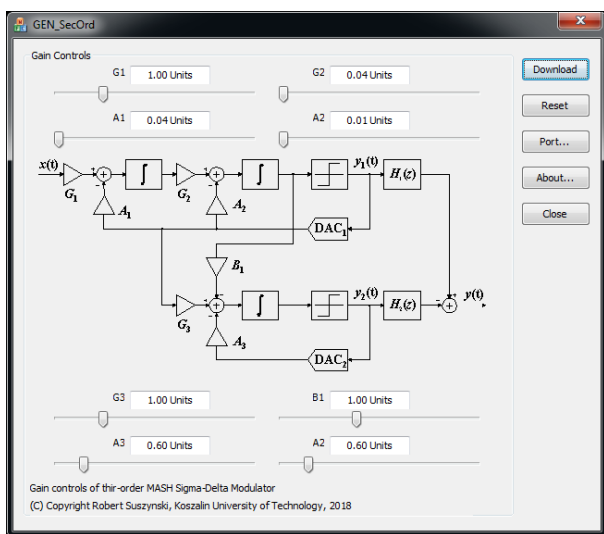 GEN_SecOrd
Gain Controls
G1 1.00 Units
G2 0.04 Units
Download
A1 0.04 Units
A2 0.01 Units
Reset
Port...
About...
Close
x(t)
G1
A1
G2
A2
y1(t)
H1(z)
DAC1
B1
G3
A3
y2(t)
H2(z)
y(t)
DAC2
G3 1.00 Units
B1 1.00 Units
A3 0.60 Units
A2 0.60 Units
Gain controls of thir-order MASH Sigma-Delta Modulator
(C) Copyright Robert Suszynski, Koszalin University of Technology, 2018